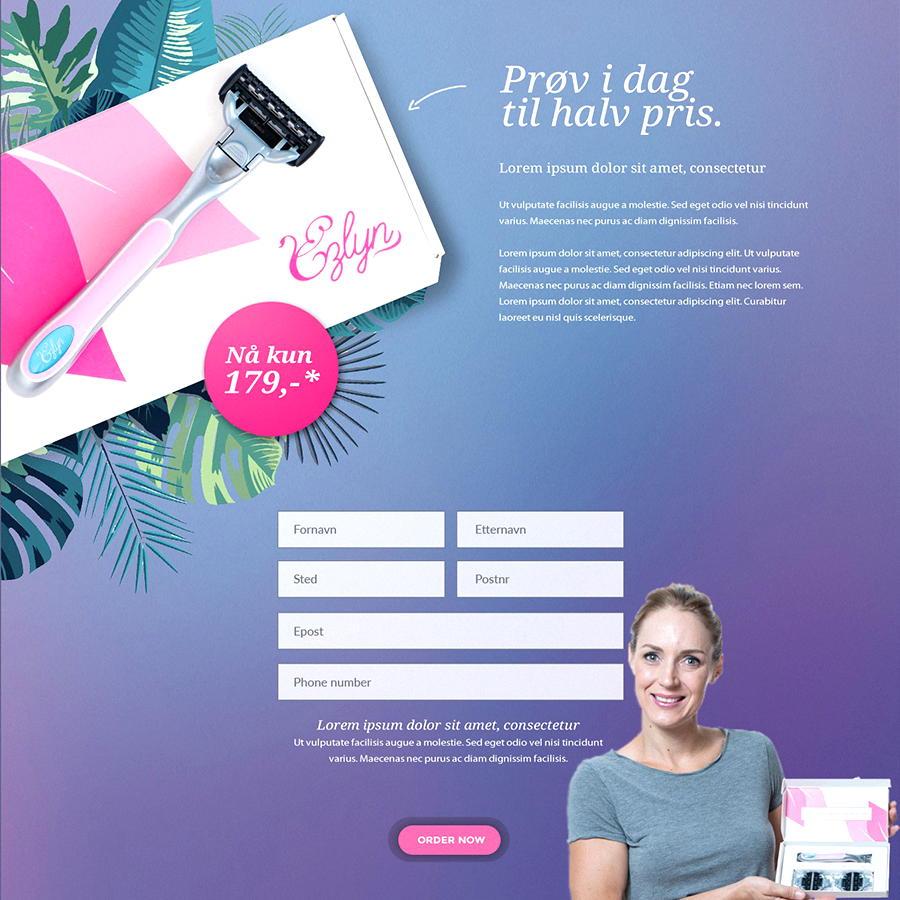 Prøv i dag
til halv pris.
Lorem ipsum dolor sit amet, consectetur
Ut vulputate facilisis augue a molestie. Sed eget odio vel nisi tincidunt
varius. Maecenas nec purus ac diam dignissim facilisis.
Lorem ipsum dolor sit amet, consectetur adipiscing elit. Ut vulputate
facilisis augue a molestie. Sed eget odio vel nisi tincidunt varius.
Maecenas nec purus ac diam dignissim facilisis. Etiam nec lorem sem.
Lorem ipsum dolor sit amet, consectetur adipiscing elit. Curabitur
laoreet eu nisl quis scelerisque.
Ezlyn
Ezlyn
Nå kun
179,-*
Fornavn
Etternavn
Sted
Postnr
Epost
Phone number
Lorem ipsum dolor sit amet, consectetur
Ut vulputate facilisis augue a molestie. Sed eget odio vel nisi tincidunt
varius. Maecenas nec purus ac diam dignissim facilisis.
ORDER NOW